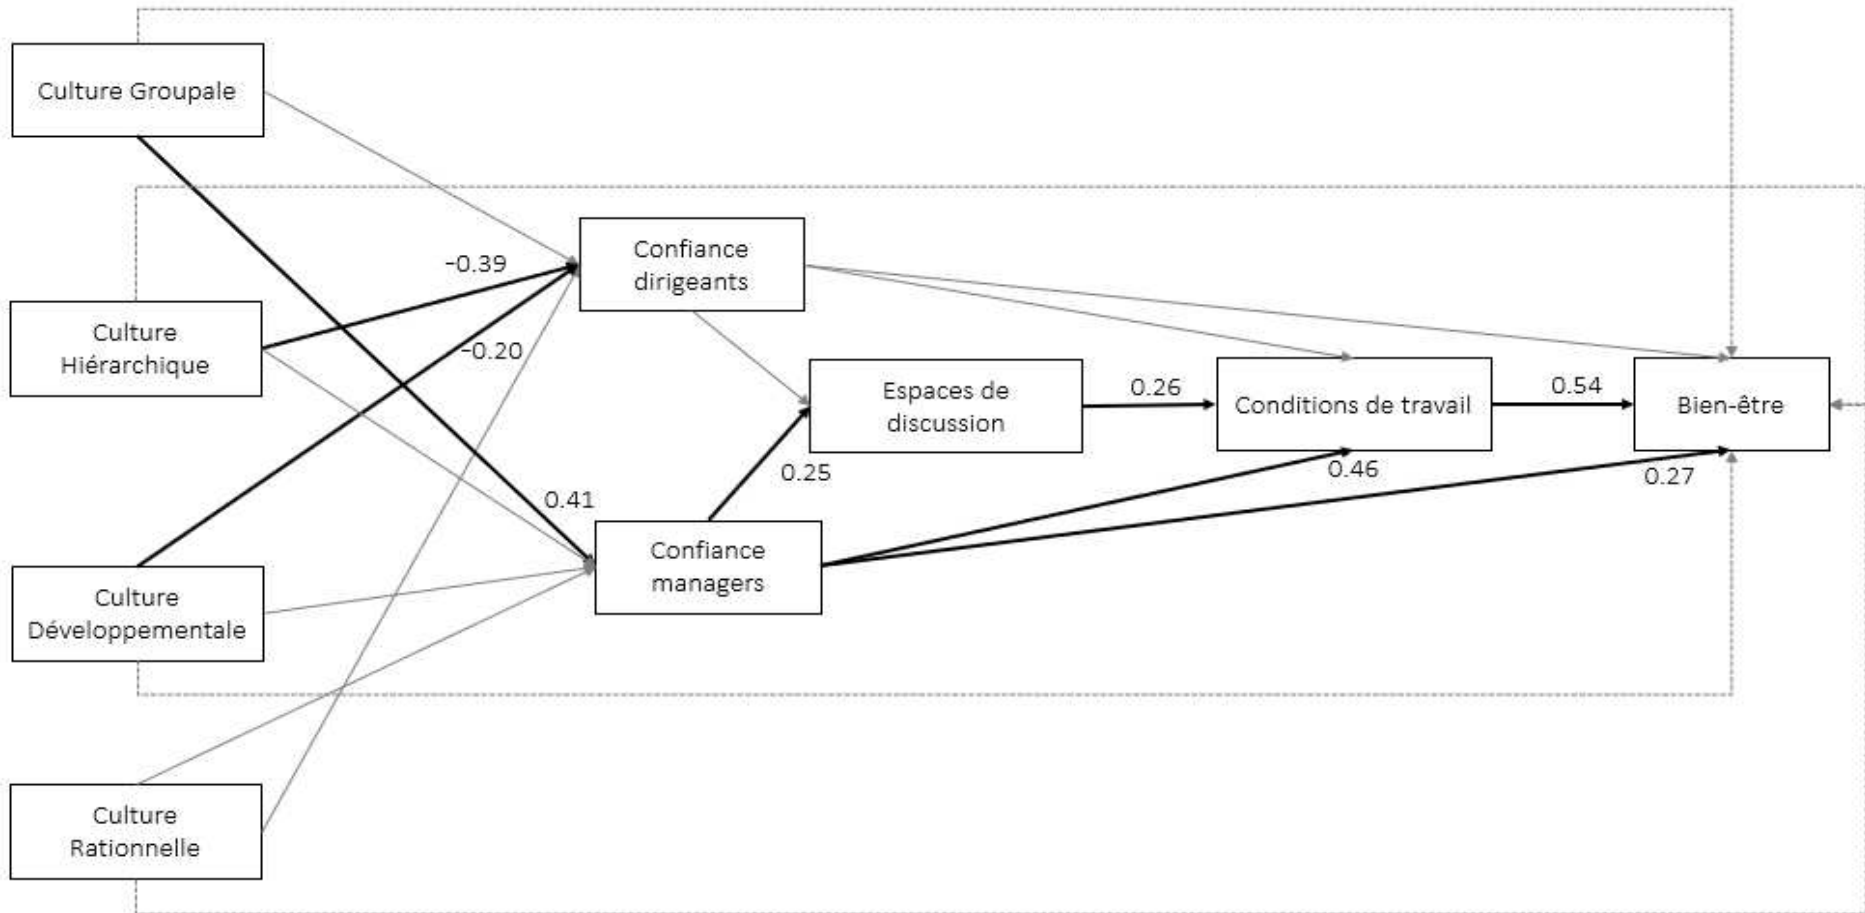 Culture Groupale
Confiance
dirigeants
−0.39
Culture
Hiérarchique
−0.20
Espaces de
discussion
0.26
Conditions de travail
0.54
Bien-être
0.25
0.46
0.27
0.41
Confiance
managers
Culture
Développementale
Culture
Rationnelle